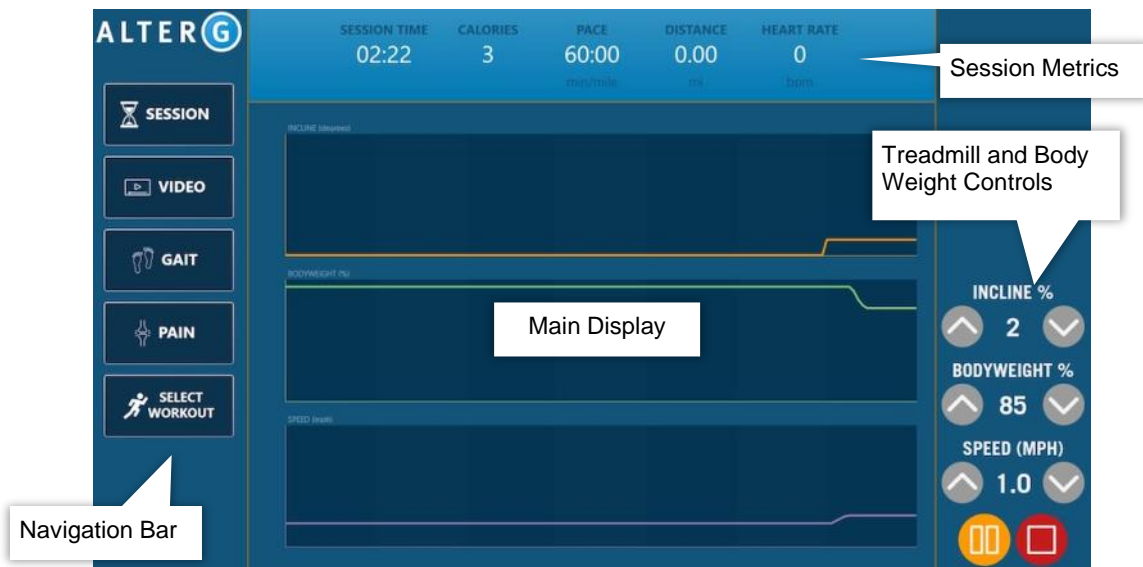 ALTERG
SESSION TIME
CALORIES
PACE
DISTANCE
HEART RATE
02:22
3
60:00
0.00
0
min/mile
mi
bpm
Session Metrics
SESSION
VIDEO
GAIT
PAIN
SELECT
WORKOUT
Navigation Bar
INCLINE (degrees)
BODYWEIGHT (%)
Main Display
SPEED (mph)
Treadmill and Body
Weight Controls
INCLINE %
2
BODYWEIGHT %
85
SPEED (MPH)
1.0